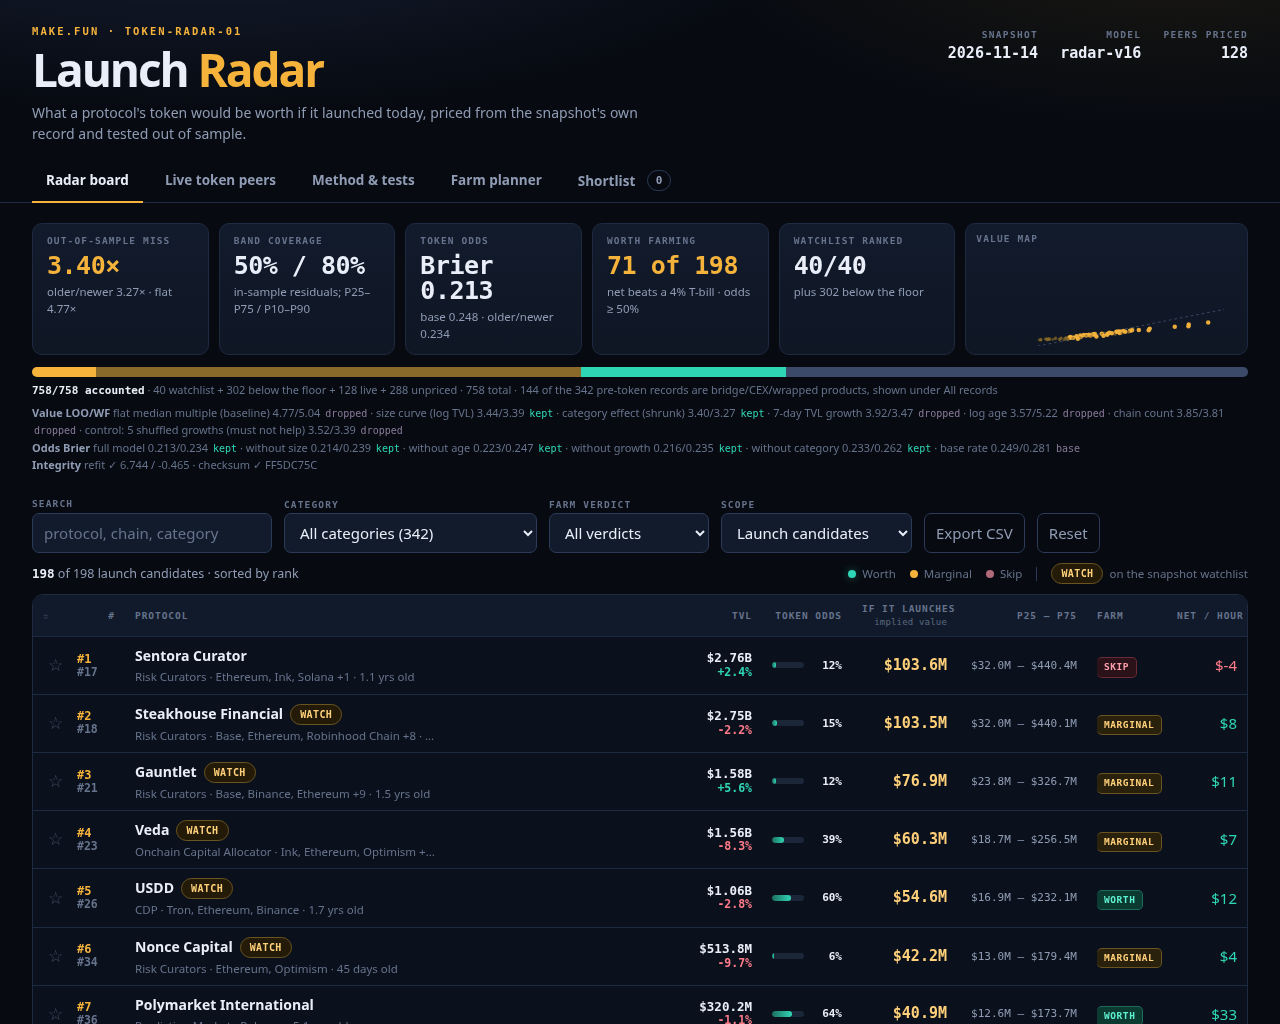 MAKE.FUN · TOKEN-RADAR-01
Launch Radar
What a protocol's token would be worth if it launched today, priced from the snapshot's own
record and tested out of sample.
SNAPSHOT
2026-11-14
MODEL
radar-v16
PEERS PRICED
128
Radar board
Live token peers
Method & tests
Farm planner
Shortlist 0
OUT-OF-SAMPLE MISS
3.40×
older/newer 3.27× · flat
4.77×
BAND COVERAGE
50% / 80%
in-sample residuals; P25–
P75 / P10–P90
TOKEN ODDS
Brier
0.213
base 0.248 · older/newer
0.234
WORTH FARMING
71 of 198
net beats a 4% T-bill · odds
≥ 50%
WATCHLIST RANKED
40/40
plus 302 below the floor
VALUE MAP
758/758 accounted · 40 watchlist + 302 below the floor + 128 live + 288 unpriced · 758 total · 144 of the 342 pre-token records are bridge/CEX/wrapped products, shown under All records
Value LOO/WF flat median multiple (baseline) 4.77/5.04 dropped · size curve (log TVL) 3.44/3.39 kept · category effect (shrunk) 3.40/3.27 kept · 7-day TVL growth 3.92/3.47 dropped · log age 3.57/5.22 dropped · chain count 3.85/3.81
dropped · control: 5 shuffled growths (must not help) 3.52/3.39 dropped
Odds Brier full model 0.213/0.234 kept · without size 0.214/0.239 kept · without age 0.223/0.247 kept · without growth 0.216/0.235 kept · without category 0.233/0.262 kept · base rate 0.249/0.281 base
Integrity refit ✓ 6.744 / -0.465 · checksum ✓ FF5DC75C
SEARCH
protocol, chain, category
CATEGORY
All categories (342)
FARM VERDICT
All verdicts
SCOPE
Launch candidates
Export CSV
Reset
198 of 198 launch candidates · sorted by rank
Worth
Marginal
Skip
WATCH on the snapshot watchlist
☆ # PROTOCOL TVL TOKEN ODDS IF IT LAUNCHES P25 – P75 FARM NET / HOUR
implied value
☆ #1 Sentora Curator $2.76B 12% $103.6M $32.0M – $440.4M SKIP $-4
#17 Risk Curators · Ethereum, Ink, Solana +1 · 1.1 yrs old +2.4%
☆ #2 Steakhouse Financial WATCH $2.75B 15% $103.5M $32.0M – $440.1M MARGINAL $8
#18 Risk Curators · Base, Ethereum, Robinhood Chain +8 · ... -2.2%
☆ #3 Gauntlet WATCH $1.58B 12% $76.9M $23.8M – $326.7M MARGINAL $11
#21 Risk Curators · Base, Binance, Ethereum +9 · 1.5 yrs old +5.6%
☆ #4 Veda WATCH $1.56B 39% $60.3M $18.7M – $256.5M MARGINAL $7
#23 Onchain Capital Allocator · Ink, Ethereum, Optimism +... -8.3%
☆ #5 USDD WATCH $1.06B 60% $54.6M $16.9M – $232.1M WORTH $12
#26 CDP · Tron, Ethereum, Binance · 1.7 yrs old -2.8%
☆ #6 Nonce Capital WATCH $513.8M 6% $42.2M $13.0M – $179.4M MARGINAL $4
#34 Risk Curators · Ethereum, Optimism · 45 days old -9.7%
☆ #7 Polymarket International $320.2M 64% $40.9M $12.6M – $173.7M WORTH $33
#36 -1.1%